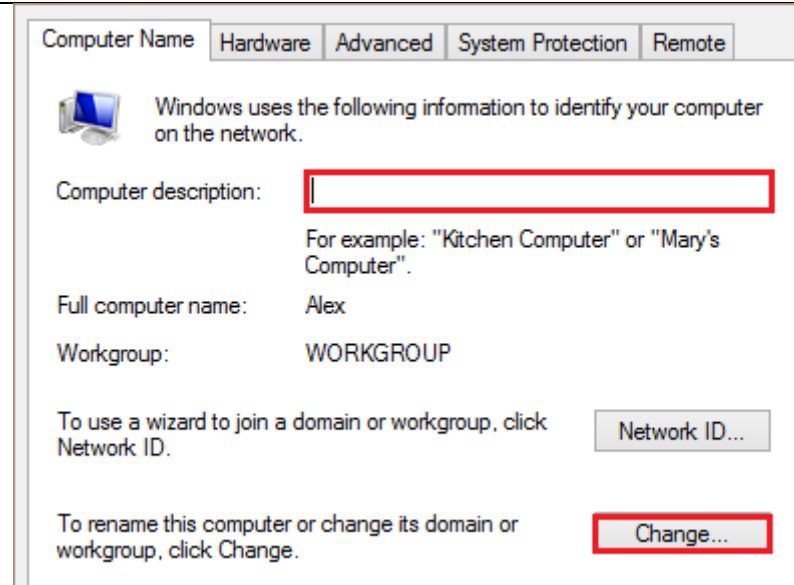 Computer Name Hardware Advanced System Protection Remote
Windows uses the following information to identify your computer
on the network.
Computer description:
For example: "Kitchen Computer" or "Mary's
Computer".
Full computer name: Alex
Workgroup: WORKGROUP
To use a wizard to join a domain or workgroup, click
Network ID.
Network ID...
To rename this computer or change its domain or
workgroup, click Change.
Change...